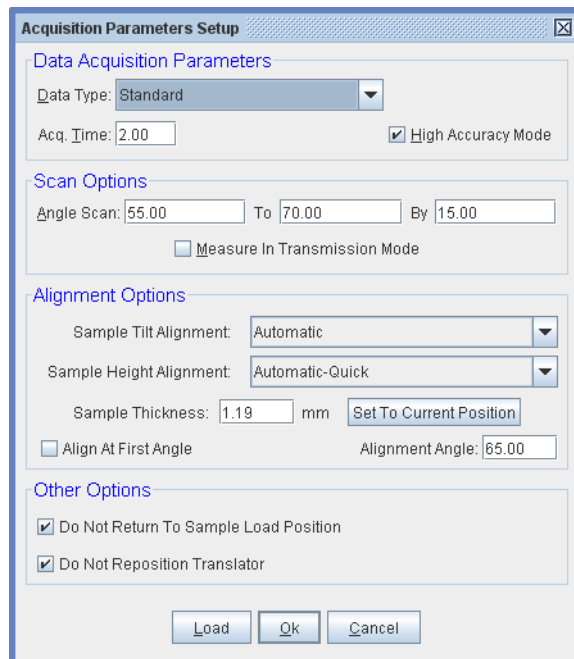 Acquisition Parameters Setup
Data Acquisition Parameters
Data Type: Standard
Acq. Time: 2.00 High Accuracy Mode
Scan Options
Angle Scan: 55.00 To 70.00 By 15.00
Measure In Transmission Mode
Alignment Options
Sample Tilt Alignment: Automatic
Sample Height Alignment: Automatic-Quick
Sample Thickness: 1.19 mm Set To Current Position
Align At First Angle Alignment Angle: 65.00
Other Options
Do Not Return To Sample Load Position
Do Not Reposition Translator
Load Ok Cancel